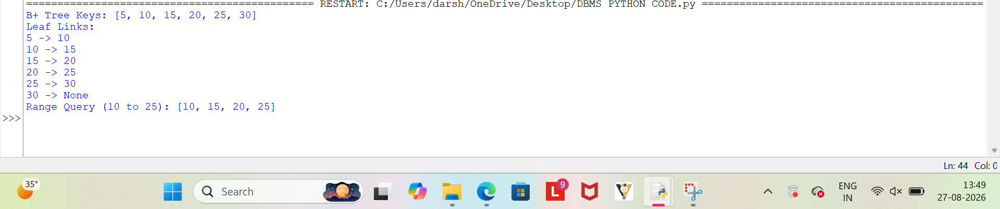 ============================================== RESTART: C:/Users/darsh/OneDrive/Desktop/DBMS PYTHON CODE.py =============================================
B+ Tree Keys: [5, 10, 15, 20, 25, 30]
Leaf Links:
5 -> 10
10 -> 15
15 -> 20
20 -> 25
25 -> 30
30 -> None
Range Query (10 to 25): [10, 15, 20, 25]
>>>
Ln: 44 Col: 0
35°
Search
L
9
ENG
IN
13:49
27-08-2026